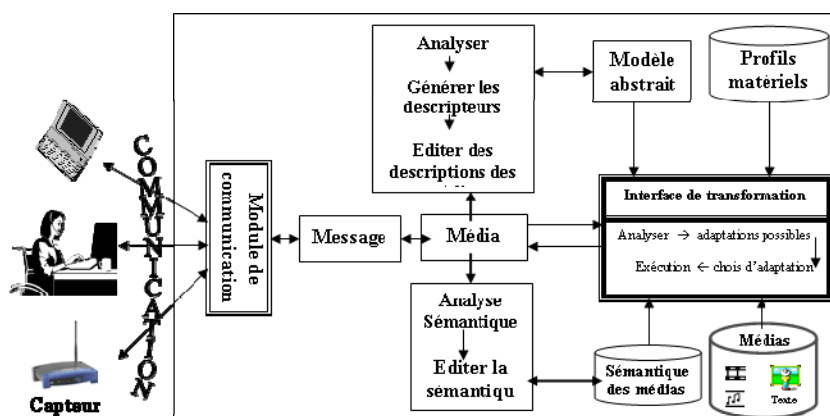 Analyser
Générer les
descripteurs
Editer des
descriptions des
Modèle
abstrait
Profils
matériels
COMMUNICATION
Module de
communication
Message
Média
Interface de transformation
Analyser → adaptations possibles
Exécution ← chois d'adaptation
Analyse
Sémantique
Editer la
sémantiqu
Sémantique
des médias
Médias
Texte
Capteur